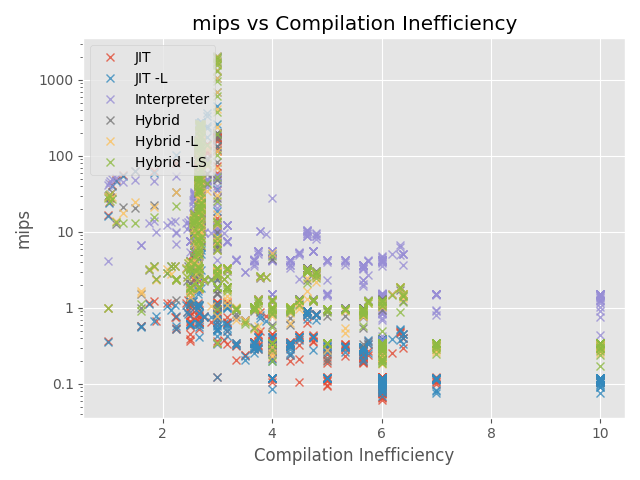 mips vs Compilation Inefficiency
JIT
JIT -L
Interpreter
Hybrid
Hybrid -L
Hybrid -LS
1000
100
10
1
0.1
mips
2 4 6 8 10
Compilation Inefficiency